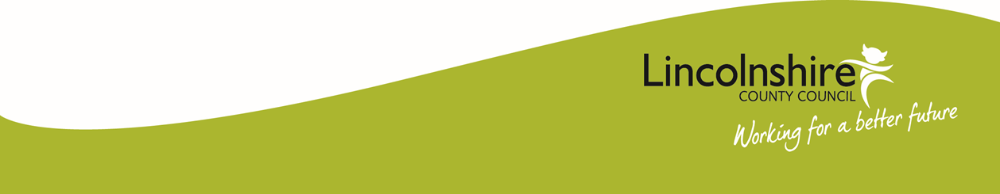 Lincolnshire
COUNTY COUNCIL
Working for a better future